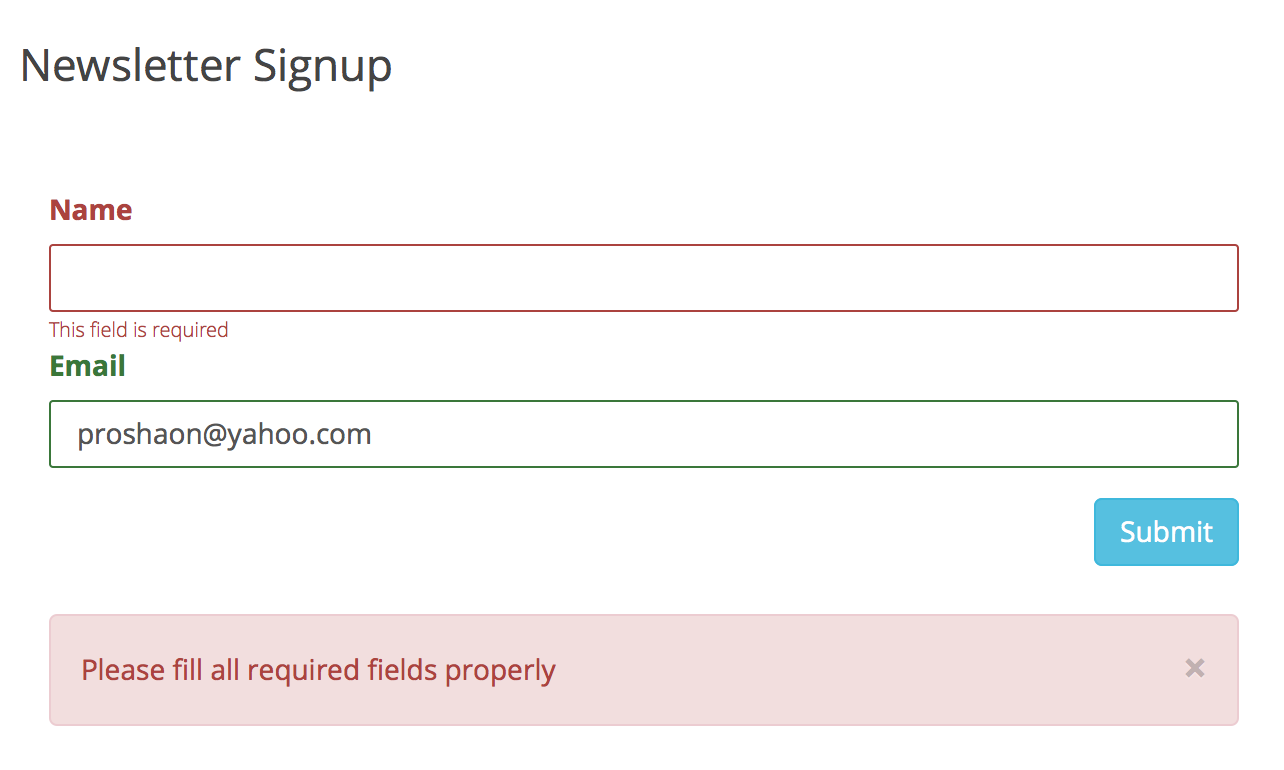 Newsletter Signup
Name
This field is required
Email
proshaon@yahoo.com
Submit
Please fill all required fields properly
×